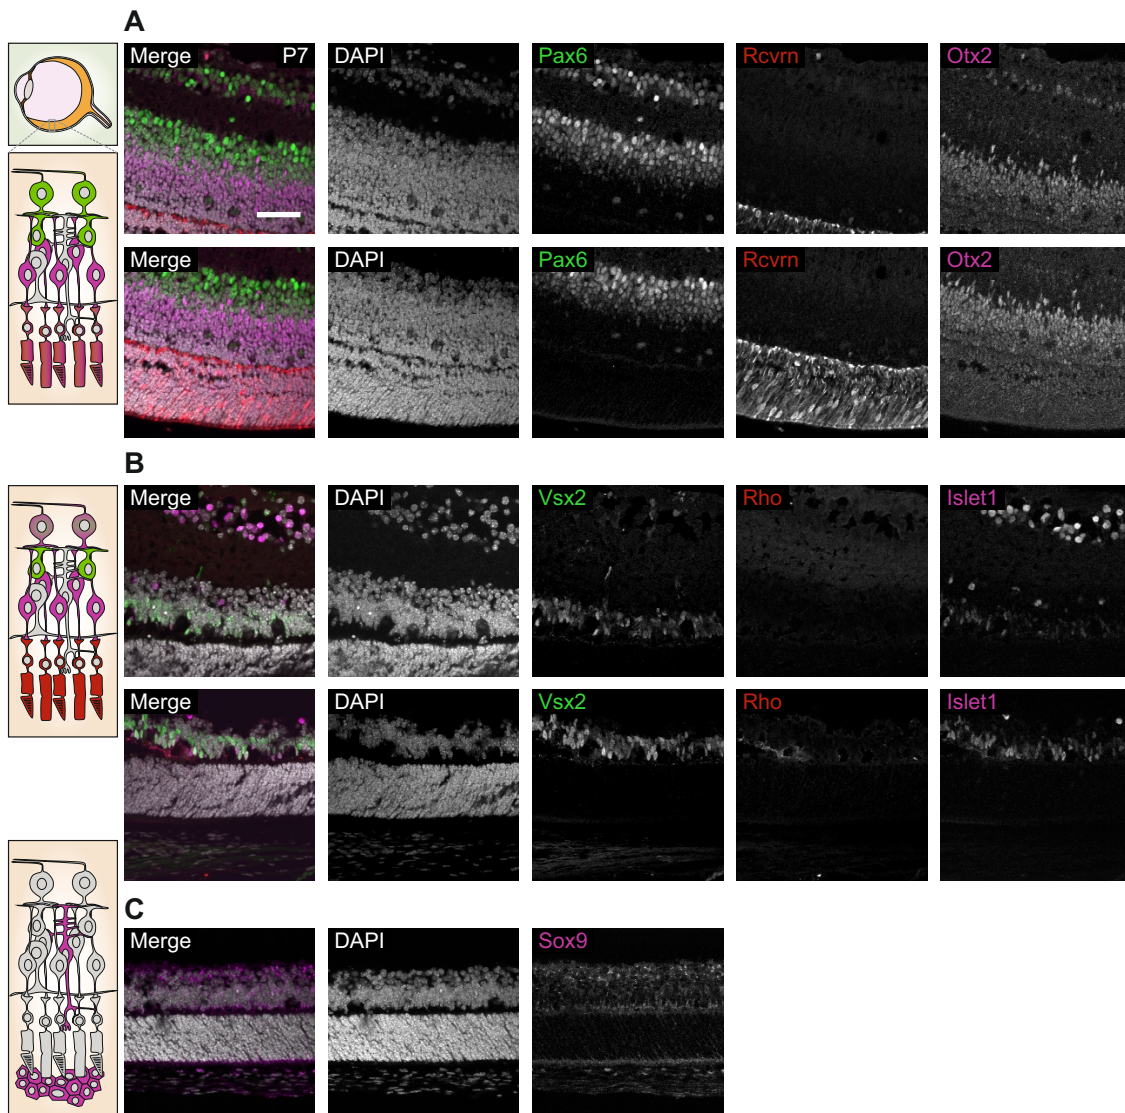 A
Merge P7 DAPI Pax6 Rcvrn Otx2
Merge DAPI Pax6 Rcvrn Otx2
B
Merge DAPI Vsx2 Rho Islet1
Merge DAPI Vsx2 Rho Islet1
C
Merge DAPI Sox9